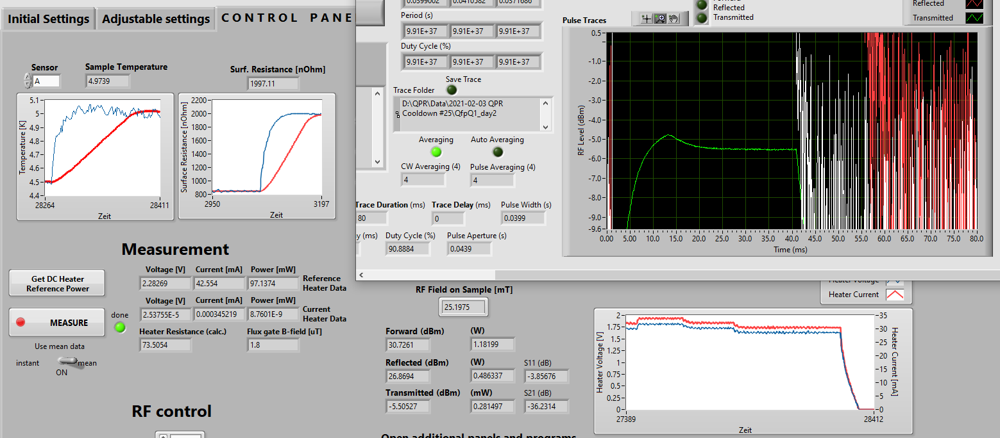 Initial Settings
Adjustable settings
CONTROL PANE
Sensor
A
Sample Temperature
4.9739
Surf. Resistance [nOhm]
1997.11
Temperature [K]
5.1
5
4.9
4.8
4.7
4.6
4.5
4.4
28264
28411
Zeit
Surface Resistance [nOhm]
2200
2000
1800
1600
1400
1200
1000
800
2950
3197
Zeit
Measurement
Get DC Heater
Reference Power
Voltage [V] Current [mA] Power [mW]
2.28269 42.554 97.1374
Reference
Heater Data
Voltage [V] Current [mA] Power [mW]
2.53755E-5 0.000345219 8.7601E-9
Current
Heater Data
MEASURE
done
Heater Resistance (calc.)
73.5054
Flux gate B-field [uT]
1.8
Use mean data
instant
mean
ON
RF control
0.0399002 0.0410582 0.0371686
Period (s)
9.91E+37 9.91E+37 9.91E+37
Duty Cycle (%)
9.91E+37 9.91E+37 9.91E+37
Save Trace
Trace Folder
D:\QPR\Data\2021-02-03 QPR
Cooldown #25\QfpQ1_day2
Averaging
Auto Averaging
CW Averaging (4)
4
Pulse Averaging (4)
4
Trace Duration (ms)
80
Trace Delay (ms)
0
Pulse Width (s)
0.0399
y (ms)
Duty Cycle (%)
90.8884
Pulse Aperture (s)
0.0439
Pulse Traces
Forward
Reflected
Transmitted
Reflected
Transmitted
RF Level (dBm)
0.5
-1.0
-2.0
-3.0
-4.0
-5.0
-6.0
-7.0
-8.0
-9.0
-9.6
0.00 5.00 10.0 15.0 20.0 25.0 30.0 35.0 40.0 45.0 50.0 55.0 60.0 65.0 70.0 75.0 80.0
Time (ms)
RF Field on Sample [mT]
25.1975
Forward (dBm) (W)
30.7261 1.18199
Reflected (dBm) (W) S11 (dB)
26.8694 0.486337 -3.85676
Transmitted (dBm) (mW) S21 (dB)
-5.50527 0.281497 -36.2314
Open additional panels and programs
Heater Voltage
Heater Current
Heater Voltage [V]
2
1.75
1.5
1.25
1
0.75
0.5
0.25
0
Heater Current [mA]
35
30
25
20
15
10
5
0
27389
28412
Zeit